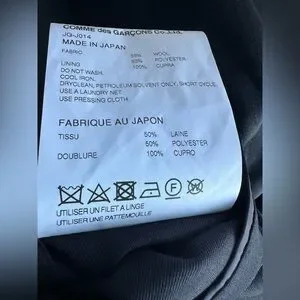 COMME des GARÇONS Co.,Ltd.
JG-J014
MADE IN JAPAN
FABRIC 50% WOOL
50% POLYESTER
LINING 100% CUPRA
DO NOT WASH.
COOL IRON.
DRYCLEAN, PETROLEUM SOLVENT ONLY, SHORT CYCLE.
USE A LAUNDRY NET
USE PRESSING CLOTH.
FABRIQUE AU JAPON
TISSU 50% LAINE
50% POLYESTER
DOUBLURE 100% CUPRO
F W
UTILISER UN FILET A LINGE
UTILISER UNE PATTEMOUILLE